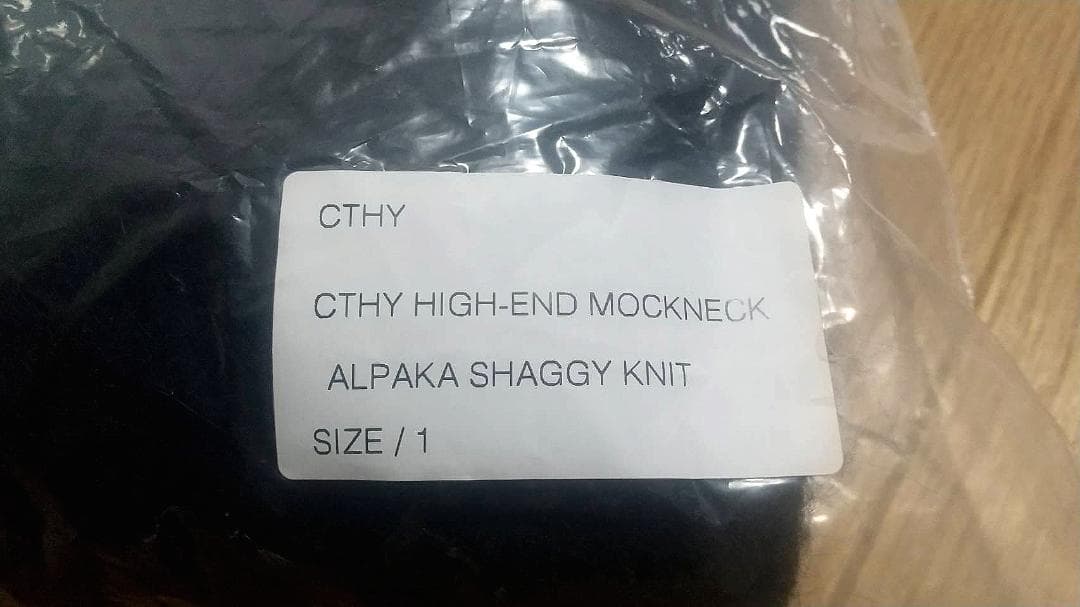 CTHY
CTHY HIGH-END MOCKNECK
ALPAKA SHAGGY KNIT
SIZE / 1